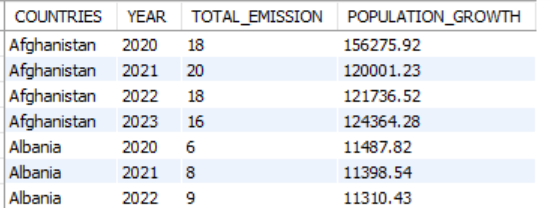 COUNTRIES YEAR TOTAL_EMISSION POPULATION_GROWTH
Afghanistan 2020 18 156275.92
Afghanistan 2021 20 120001.23
Afghanistan 2022 18 121736.52
Afghanistan 2023 16 124364.28
Albania 2020 6 11487.82
Albania 2021 8 11398.54
Albania 2022 9 11310.43